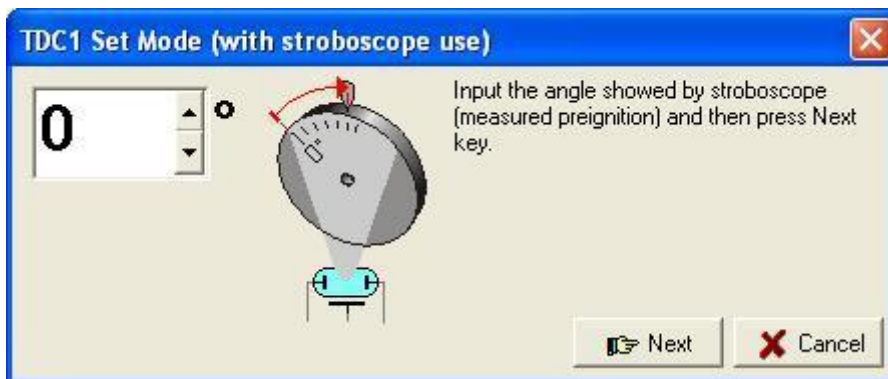 TDC1 Set Mode (with stroboscope use)
0 °
0°
Input the angle showed by stroboscope
(measured preignition) and then press Next
key.
Next
Cancel